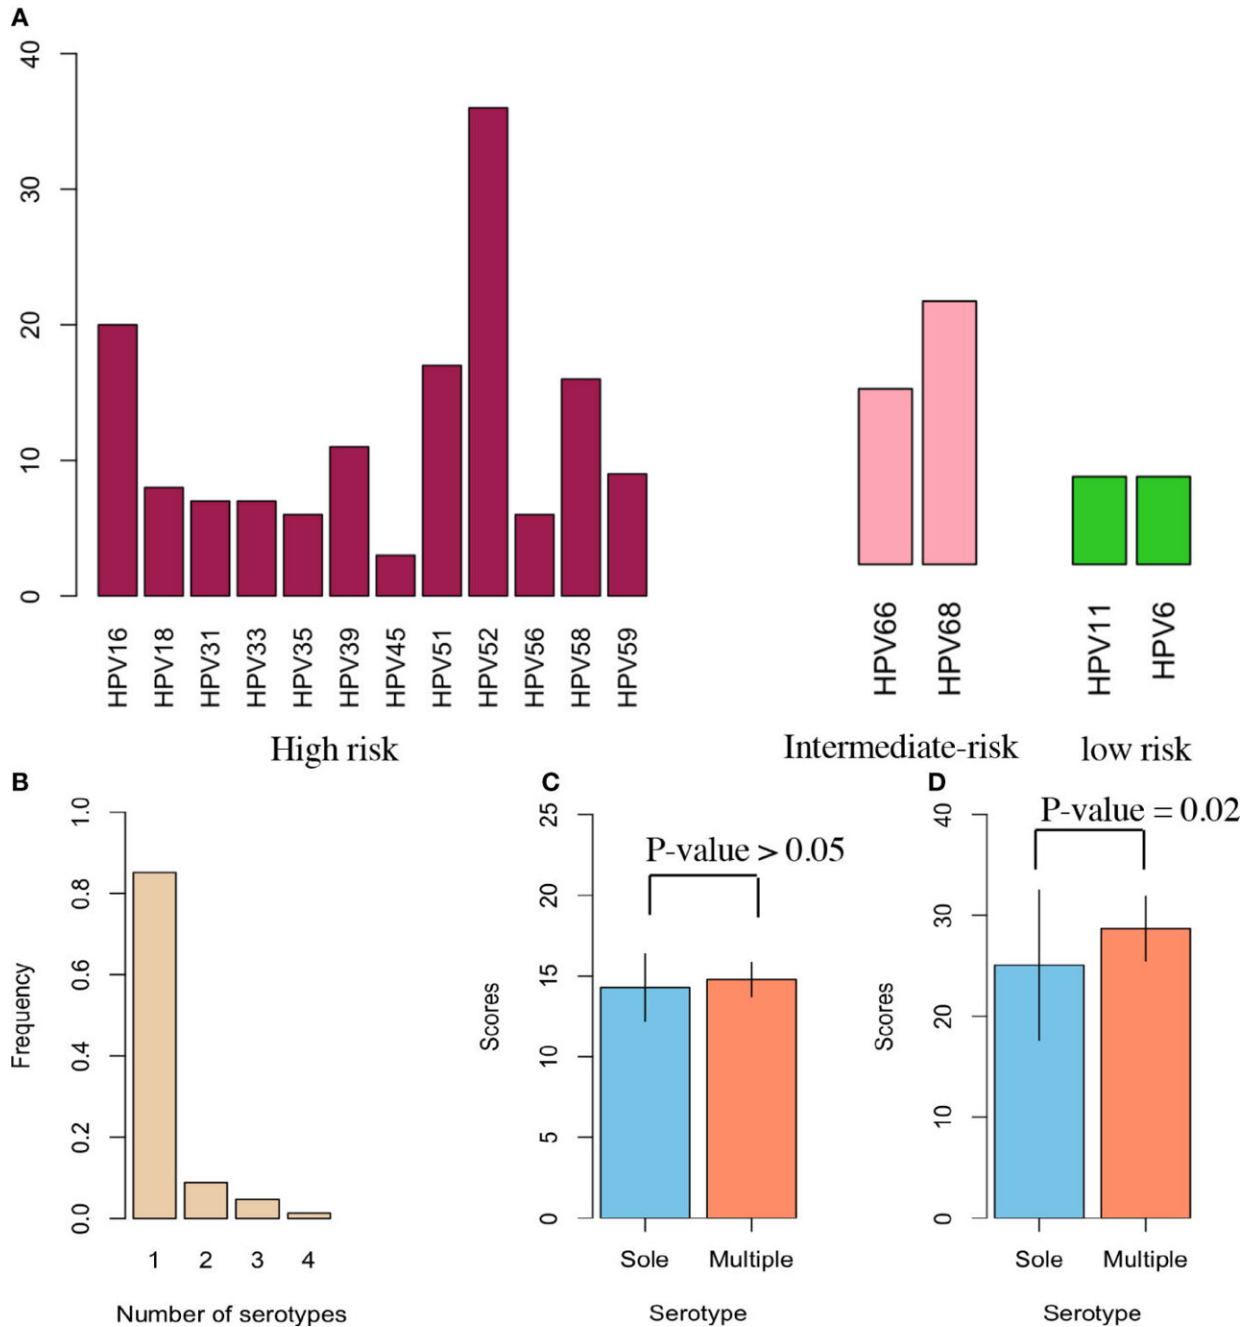 A
40
30
20
10
0
HPV16
HPV18
HPV31
HPV33
HPV35
HPV39
HPV45
HPV51
HPV52
HPV56
HPV58
HPV59
HPV66
HPV68
HPV11
HPV6
High risk
Intermediate-risk
low risk
B
1.0
0.8
0.6
0.4
0.2
0.0
Frequency
1 2 3 4
Number of serotypes
C
25
20
15
10
5
0
Scores
P-value > 0.05
Sole Multiple
Serotype
D
40
30
20
10
0
Scores
P-value = 0.02
Sole Multiple
Serotype